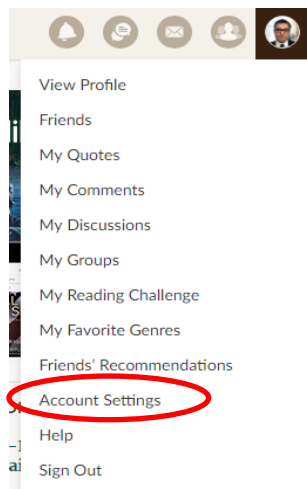 View Profile
Friends
My Quotes
My Comments
My Discussions
My Groups
My Reading Challenge
My Favorite Genres
Friends' Recommendations
Account Settings
Help
Sign Out